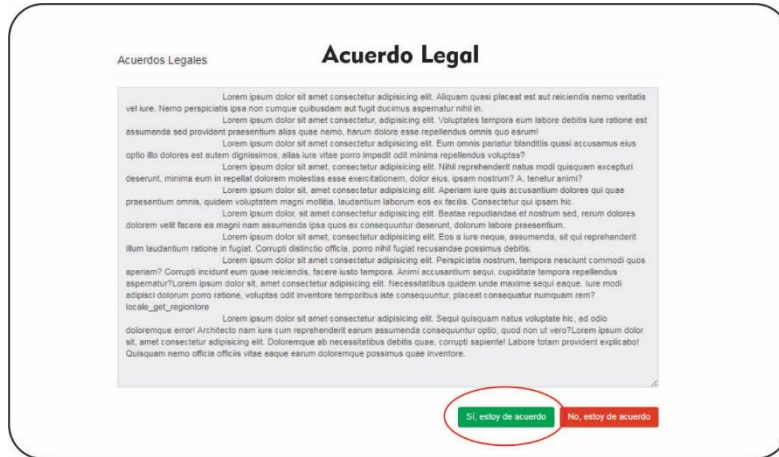 Acuerdos Legales
Acuerdo Legal
Lorem ipsum dolor sit amet consectetur adipisicing elit. Aliquam quasi placeat est aut reiciendis nemo veritatis
vel iure. Nemo perspiciatis ipsa non cumque quibusdam aut fugit ducimus aspernatur nihil in.
Lorem ipsum dolor sit amet consectetur, adipisicing elit. Voluptates tempora eum labore debitis iure ratione est
assumenda sed provident praesentium alias quae nemo, harum dolore esse repellendus omnis quo earum!
Lorem ipsum dolor sit amet consectetur adipisicing elit. Eum omnis pariatur blanditiis quasi accusamus eius
optio illo dolores est autem dignissimos, alias iure vitae porro impedit odit minima repellendus voluptas?
Lorem ipsum dolor sit amet, consectetur adipisicing elit. Nihil reprehenderit natus modi quisquam excepturi
deserunt, minima eum in repellat dolorem molestias esse exercitationem, dolor eius, ipsam nostrum? A, tenetur animi?
Lorem ipsum dolor sit, amet consectetur adipisicing elit. Aperiam iure quis accusantium dolores qui quae
praesentium omnis, quidem voluptatem magni mollitia, laudantium laborum eos ex facilis. Consectetur qui ipsam hic.
Lorem ipsum dolor, sit amet consectetur adipisicing elit. Beatae repudiandae et nostrum sed, rerum dolores
dolorem velit facere ea magni nam assumenda ipsa quos ex consequuntur deserunt, dolorum labore praesentium.
Lorem ipsum dolor sit amet, consectetur adipisicing elit. Eos a iure neque, assumenda, sit qui reprehenderit
illum laudantium ratione in fugiat. Corrupti distinctio officia, porro nihil fugiat recusandae possimus debitis.
Lorem ipsum dolor sit amet consectetur adipisicing elit. Perspiciatis nostrum, tempora nesciunt commodi quos
aperiam? Corrupti incidunt eum quae reiciendis, facere iusto tempora. Animi accusantium sequi, cupiditate tempora repellendus
aspernatur?Lorem ipsum dolor sit, amet consectetur adipisicing elit. Necessitatibus quidem unde maxime sequi eaque. Iure modi
adipisci dolorum porro ratione, voluptas odit inventore temporibus iste consequuntur, placeat consequatur numquam rem?
locale_get_regionlore
Lorem ipsum dolor sit amet consectetur adipisicing elit. Sequi quisquam natus voluptate hic, ad odio
doloremque error! Architecto nam iure cum reprehenderit earum assumenda consequuntur optio, quod non ut vero?Lorem ipsum dolor
sit, amet consectetur adipisicing elit. Doloremque ab necessitatibus debitis quae, corrupti sapiente! Labore totam provident explicabo!
Quisquam nemo officia officiis vitae eaque earum doloremque possimus quae inventore.
Sí, estoy de acuerdo
No, estoy de acuerdo